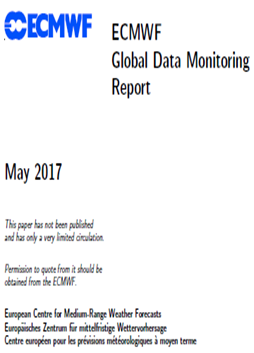 ECMWF
ECMWF
Global Data Monitoring
Report
May 2017
This paper has not been published
and has only a very limited circulation.
Permission to quote from it should be
obtained from the ECMWF.
European Centre for Medium-Range Weather Forecasts
Europäisches Zentrum für mittelfristige Wettervorhersage
Centre européen pour les prévisions météorologiques à moyen terme